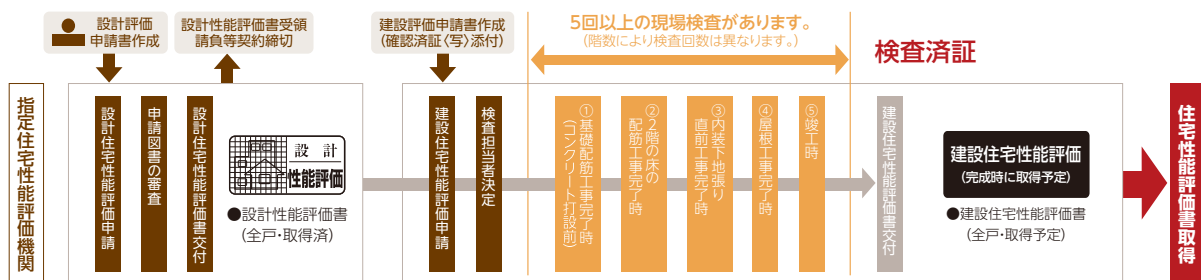 設計評価
申請書作成
設計性能評価書受領
請負等契約締切
建設評価申請書作成
(確認済証〈写〉添付)
5回以上の現場検査があります。
(階数により検査回数は異なります。)
検査済証
指定住宅性能評価機関
設計住宅性能評価申請
申請図書の審査
設計住宅性能評価書交付
設計
性能評価
●設計性能評価書
(全戸・取得済)
建設住宅性能評価申請
検査担当者決定
①基礎配筋工事完了時
(コンクリート打設前)
②2階の床の
配筋工事完了時
③内装下地張り
直前工事完了時
④屋根工事完了時
⑤竣工時
建設住宅性能評価書交付
建設住宅性能評価
(完成時に取得予定)
●建設住宅性能評価書
(全戸・取得予定)
住宅性能評価書取得